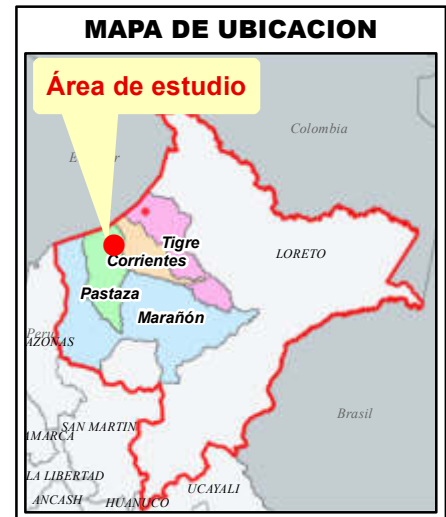 MAPA DE UBICACION
Área de estudio
Colombia
Tigre
LORETO
Corrientes
Pastaza
Marañón
Brasil
SAN MARTIN
LA LIBERTAD
ANCASH
HUANUCO
UCAYALI